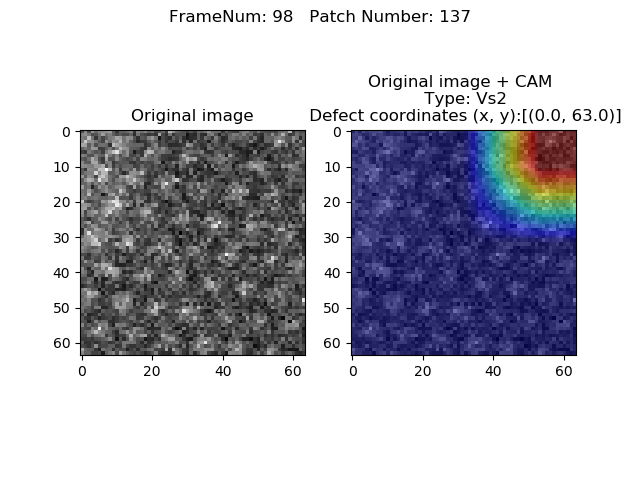 FrameNum: 98   Patch Number: 137
Original image
0
10
20
30
40
50
60
0 20 40 60
Original image + CAM
Type: Vs2
Defect coordinates (x, y):[(0.0, 63.0)]
0
10
20
30
40
50
60
0 20 40 60